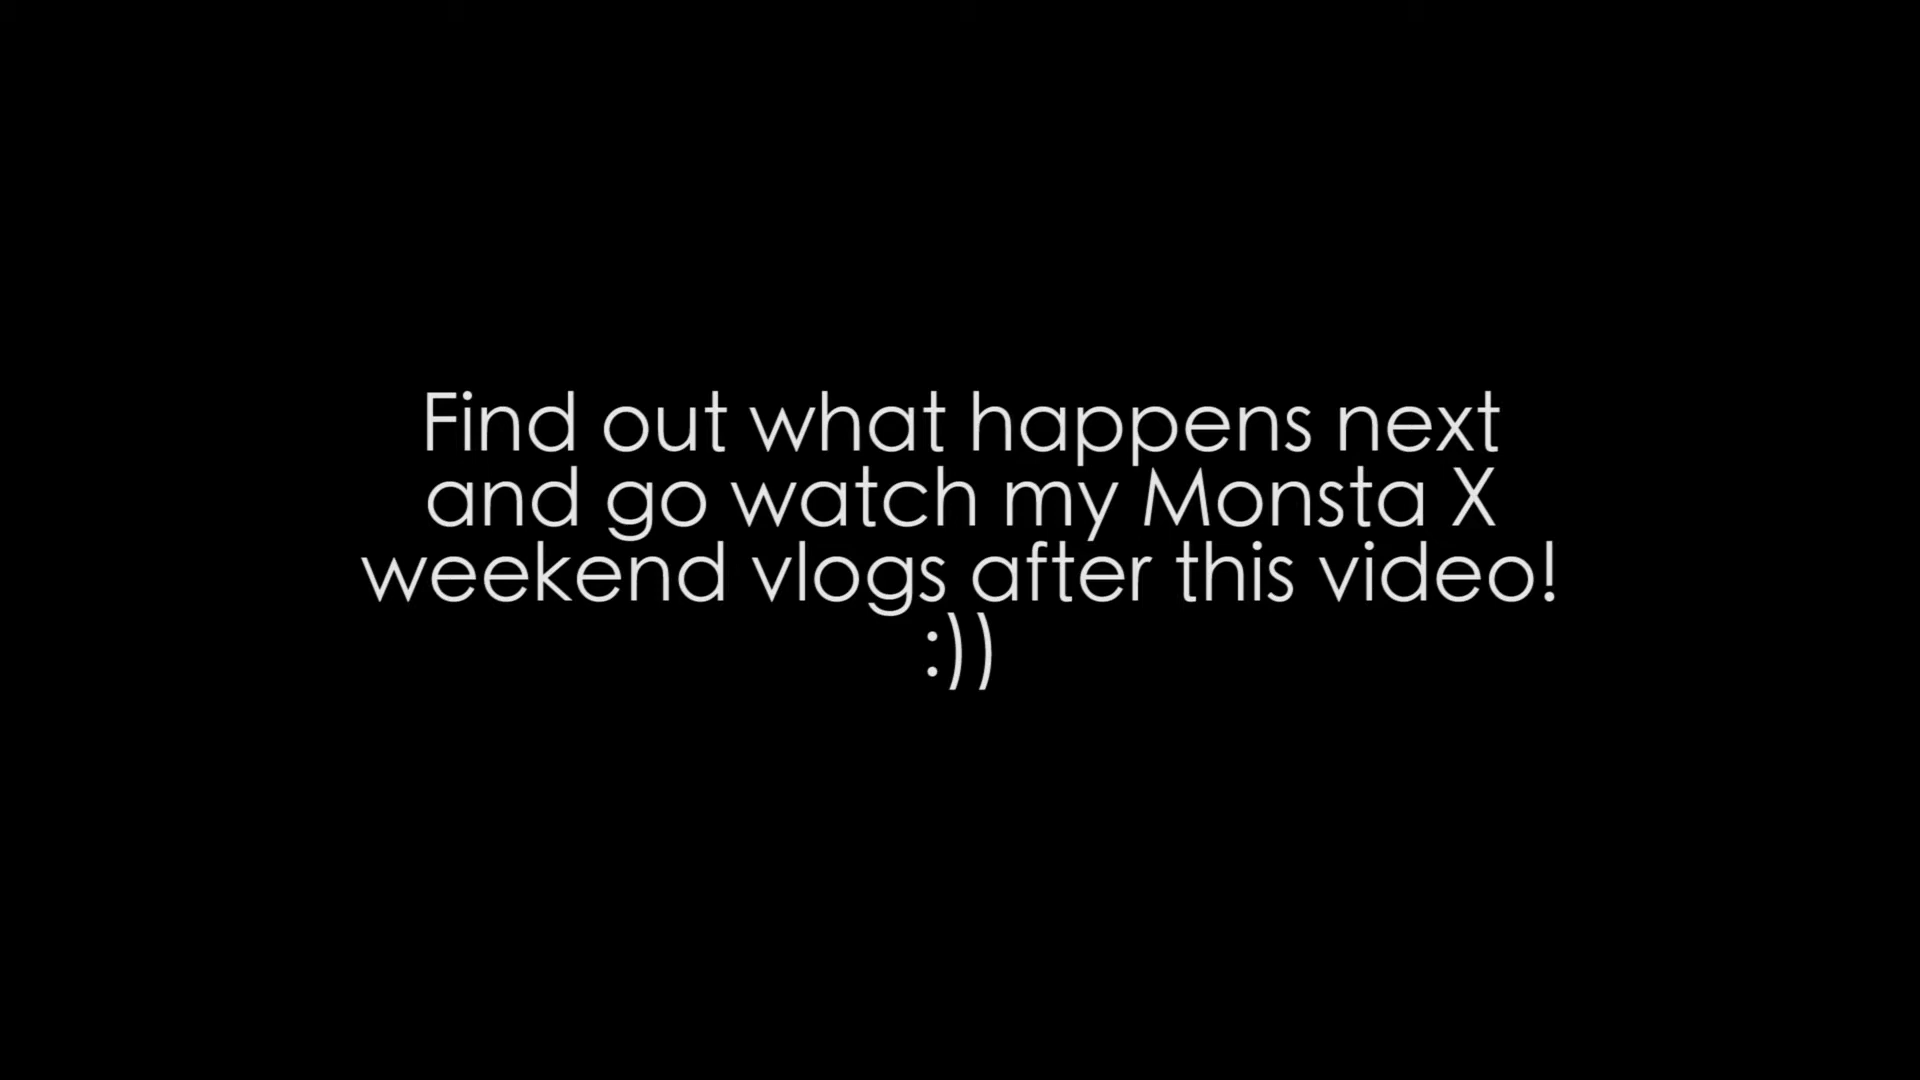 Find out what happens next
and go watch my Monsta X
weekend vlogs after this video!
:))